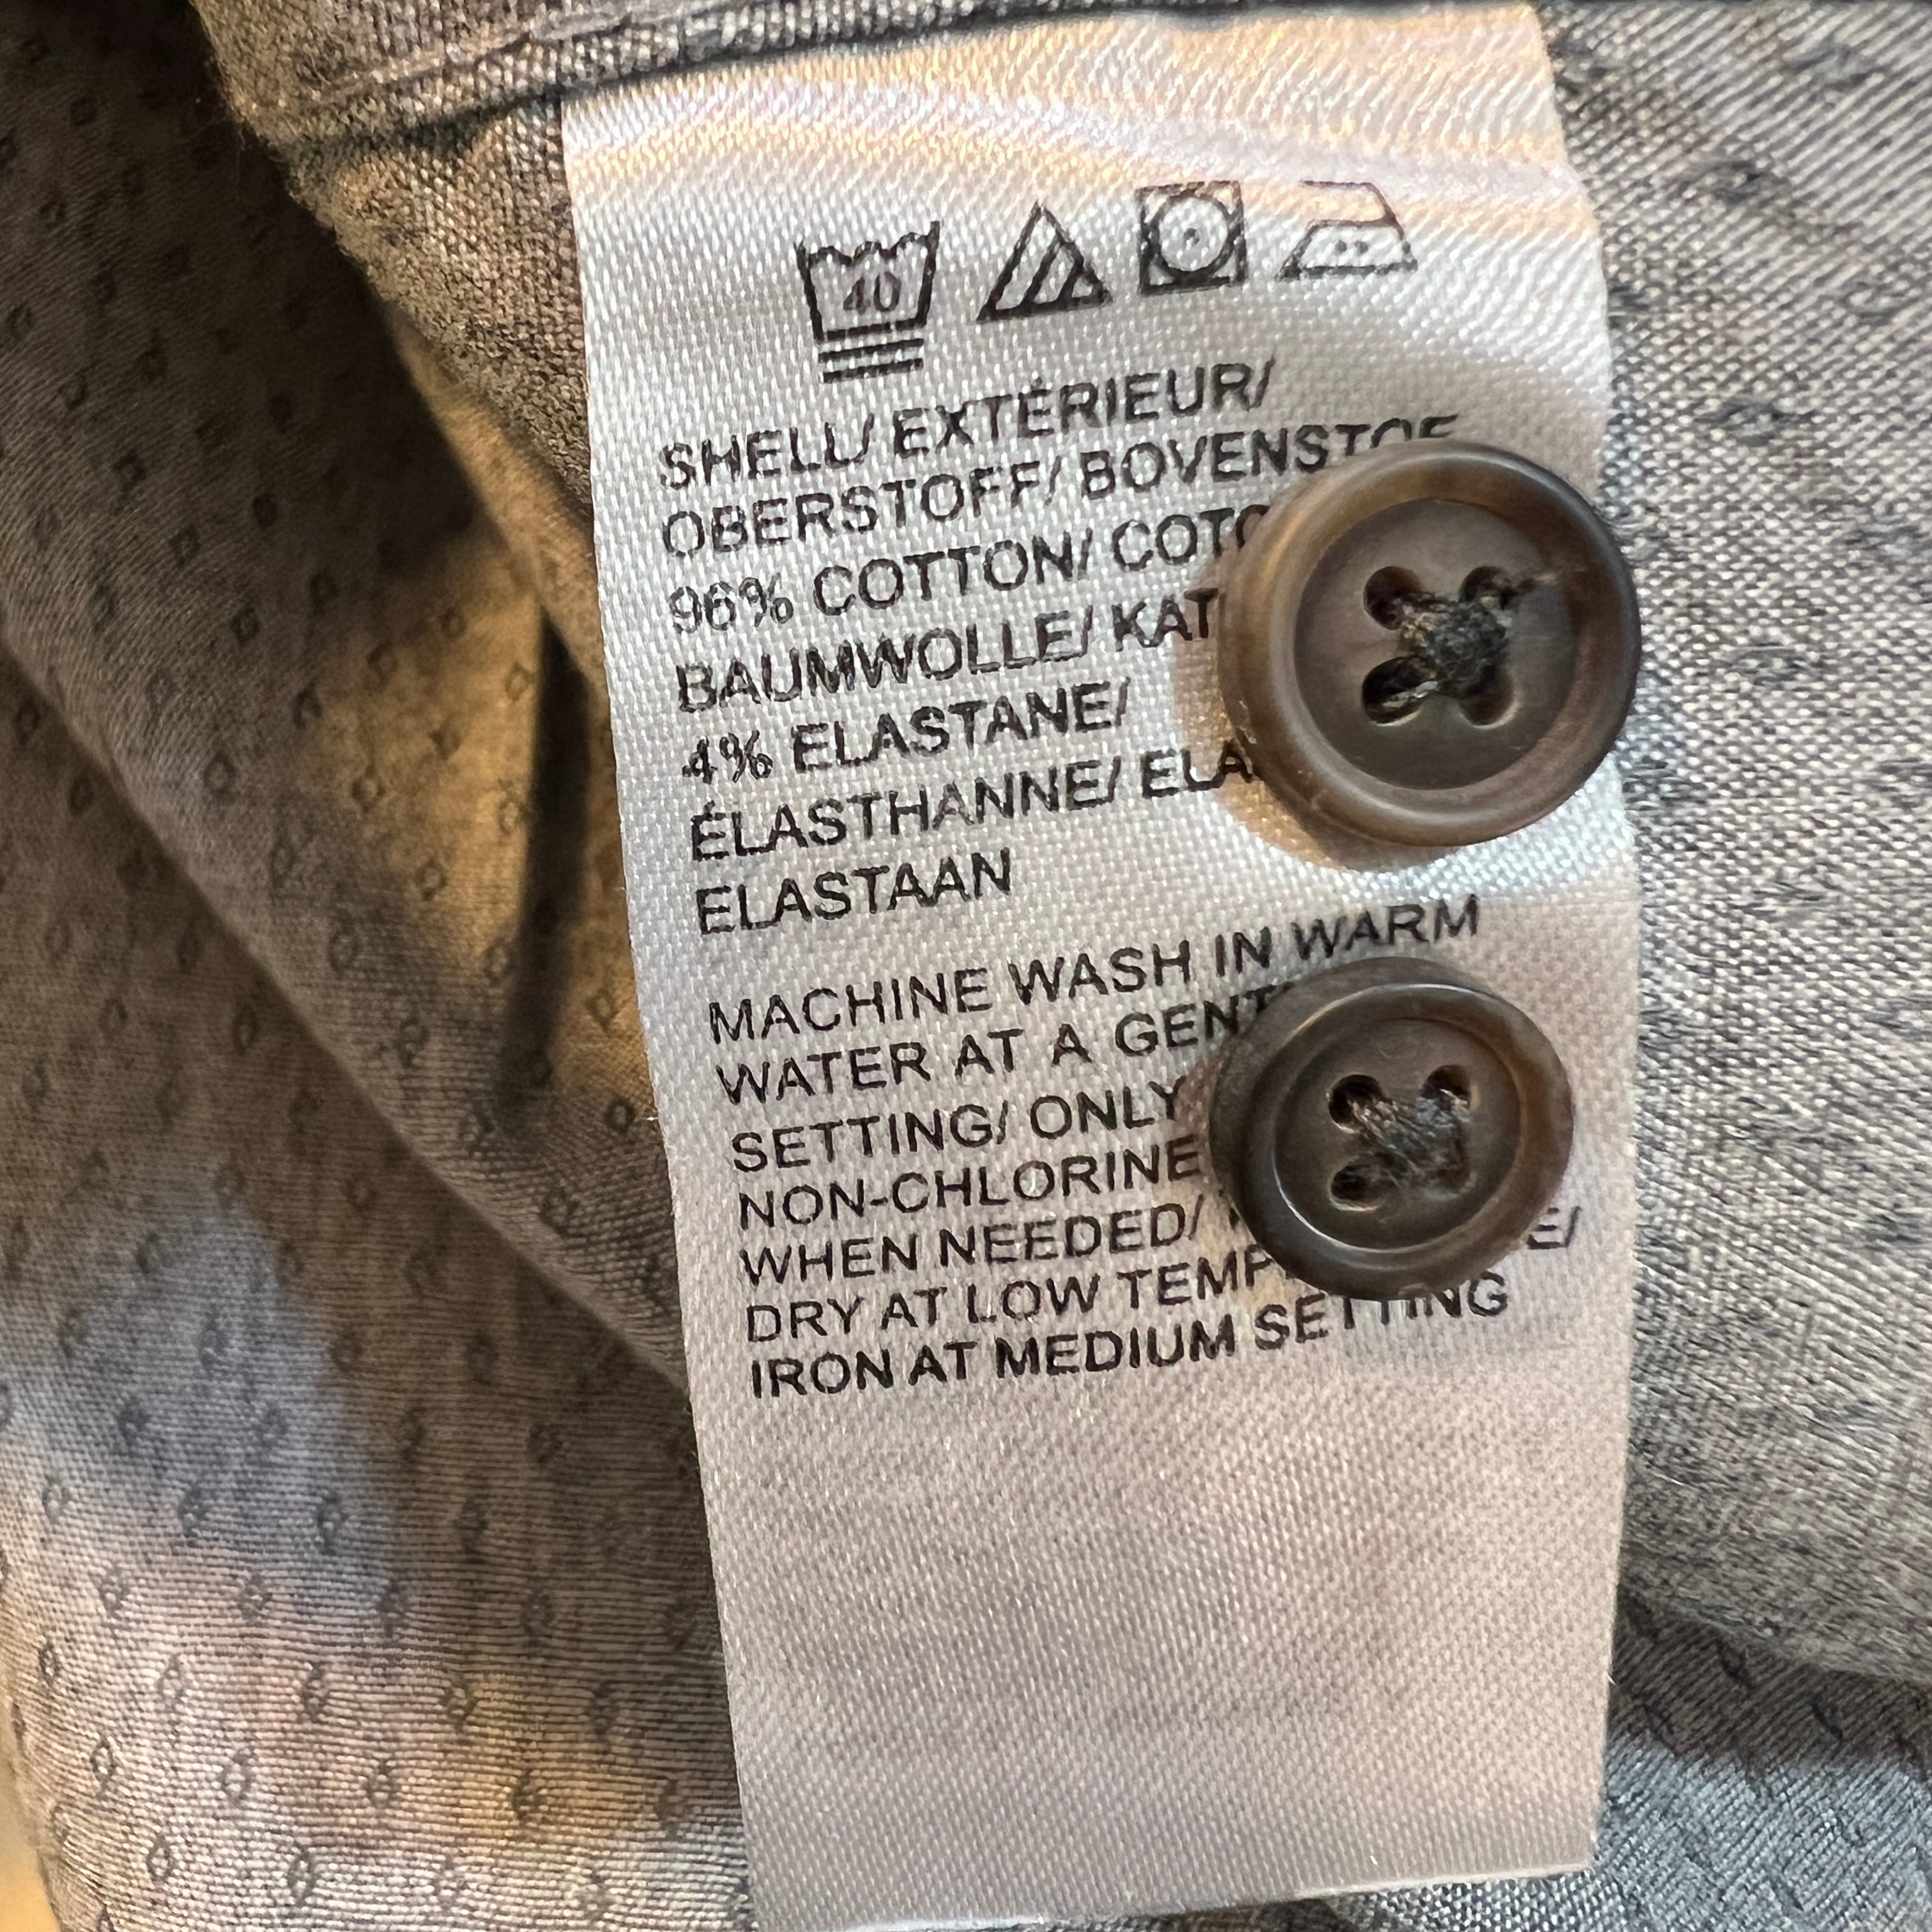 40
SHELL/ EXTÉRIEUR/
OBERSTOFF/ BOVENSTOF
96% COTTON/
BAUMWOLLE/
4% ELASTANE/
ÉLASTHANNE/
ELASTAAN
MACHINE WASH IN WARM
WATER AT A
SETTING/ ONLY
NON-CHLORINE
WHEN NEEDED/
DRY AT LOW
IRON AT MEDIUM SETTING